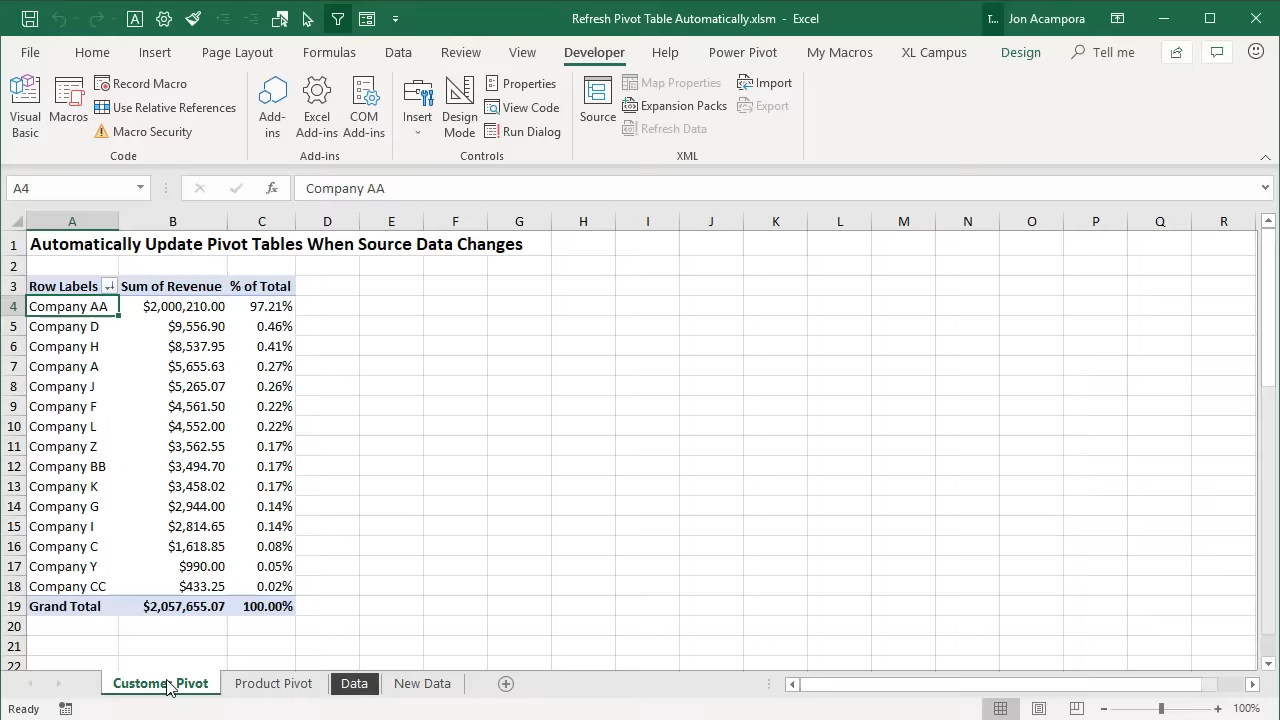 Refresh Pivot Table Automatically.xlsm - Excel
T... Jon Acampora
File Home Insert Page Layout Formulas Data Review View Developer Help Power Pivot My Macros XL Campus Design Tell me
Visual Basic
Macros
Record Macro
Use Relative References
Macro Security
Code
Add-ins
Excel Add-ins
COM Add-ins
Add-ins
Insert
Design Mode
Properties
View Code
Run Dialog
Controls
Source
Map Properties
Expansion Packs
Refresh Data
Import
Export
XML
A4 fx Company AA
A B C D E F G H I J K L M N O P Q R
1 Automatically Update Pivot Tables When Source Data Changes
2
3 Row Labels Sum of Revenue % of Total
4 Company AA $2,000,210.00 97.21%
5 Company D $9,556.90 0.46%
6 Company H $8,537.95 0.41%
7 Company A $5,655.63 0.27%
8 Company J $5,265.07 0.26%
9 Company F $4,561.50 0.22%
10 Company L $4,552.00 0.22%
11 Company Z $3,562.55 0.17%
12 Company BB $3,494.70 0.17%
13 Company K $3,458.02 0.17%
14 Company G $2,944.00 0.14%
15 Company I $2,814.65 0.14%
16 Company C $1,618.85 0.08%
17 Company Y $990.00 0.05%
18 Company CC $433.25 0.02%
19 Grand Total $2,057,655.07 100.00%
20
21
22
Customer Pivot Product Pivot Data New Data
Ready 100%